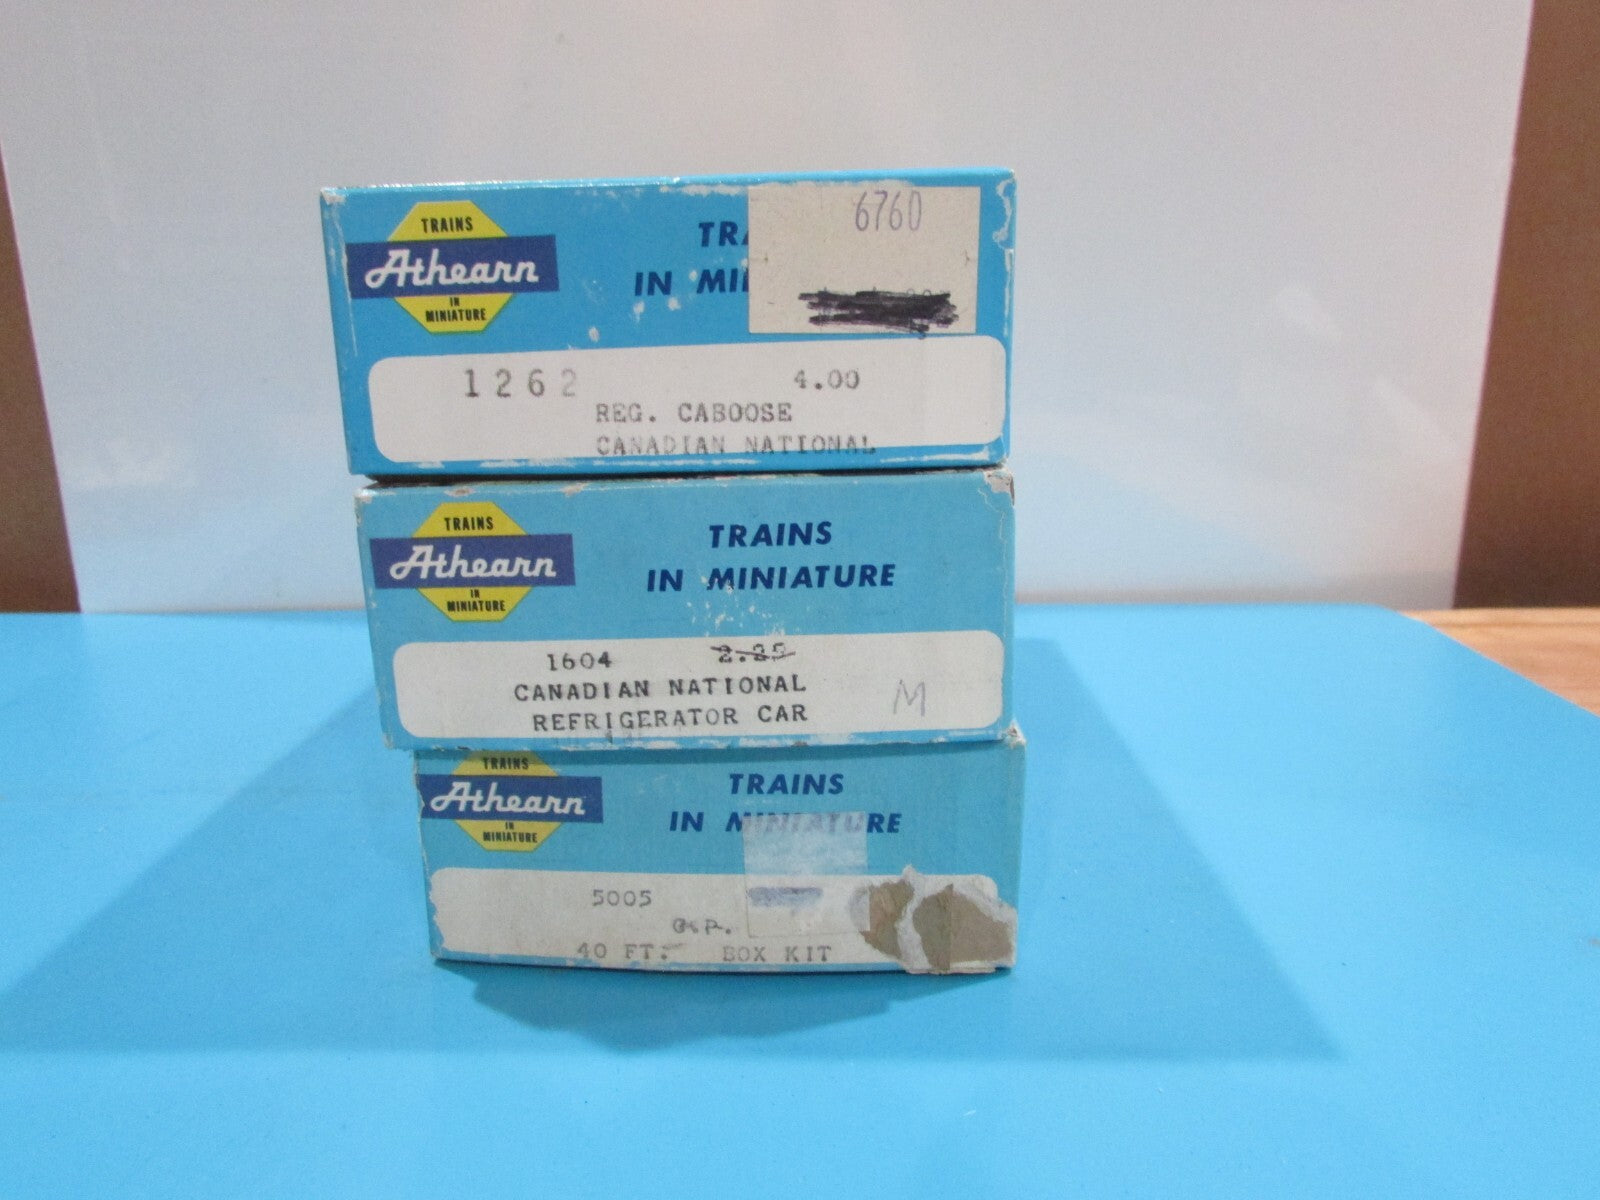 TRAINS
Athearn
IN
MINIATURE
IN
6760
1262 4.00
REG. CABOOSE
CANADIAN NATIONAL
TRAINS
Athearn
IN
MINIATURE
TRAINS
IN MINIATURE
1604 2.25
CANADIAN NATIONAL
REFRIGERATOR CAR
M
TRAINS
Athearn
IN
MINIATURE
TRAINS
IN MINIATURE
5005
40 FT. BOX KIT